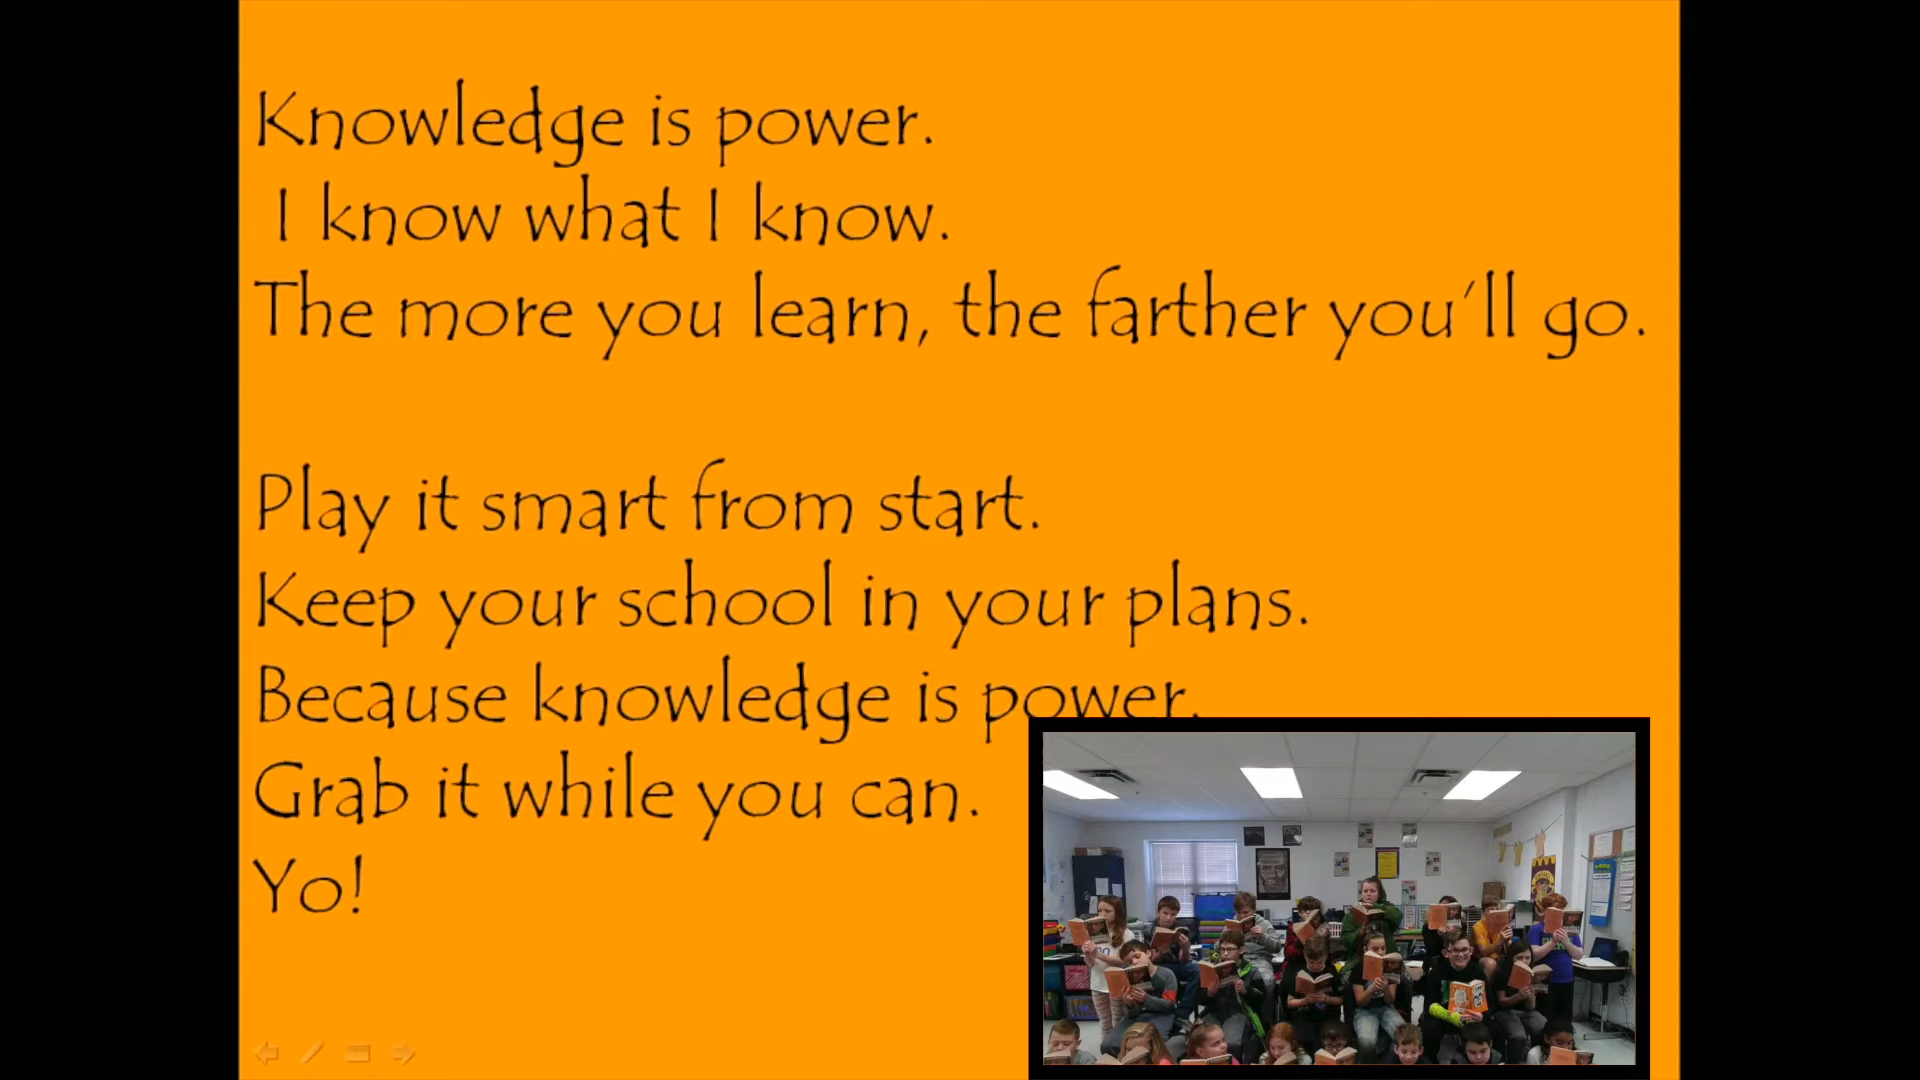 Knowledge is power.
I know what I know.
The more you learn, the farther you'll go.
Play it smart from start.
Keep your school in your plans.
Because knowledge is power.
Grab it while you can.
Yo!